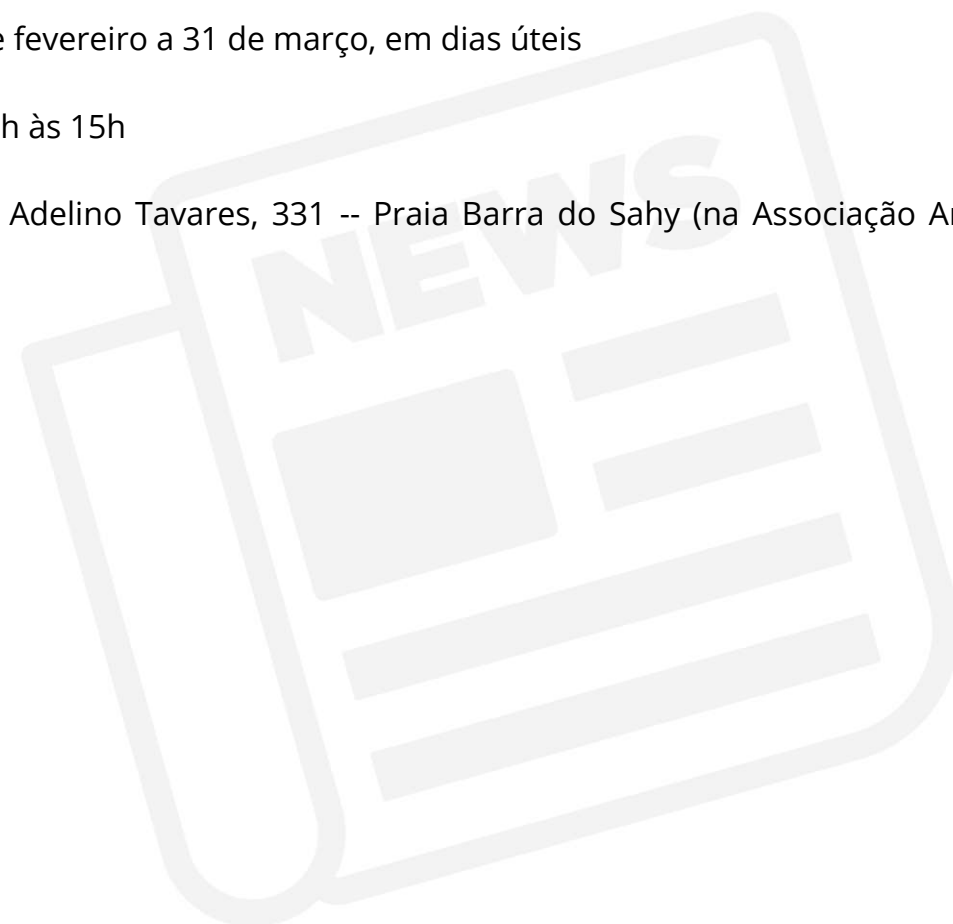 fevereiro a 31 de março, em dias úteis
h às 15h
Adelino Tavares, 331 -- Praia Barra do Sahy (na Associação
NEWS